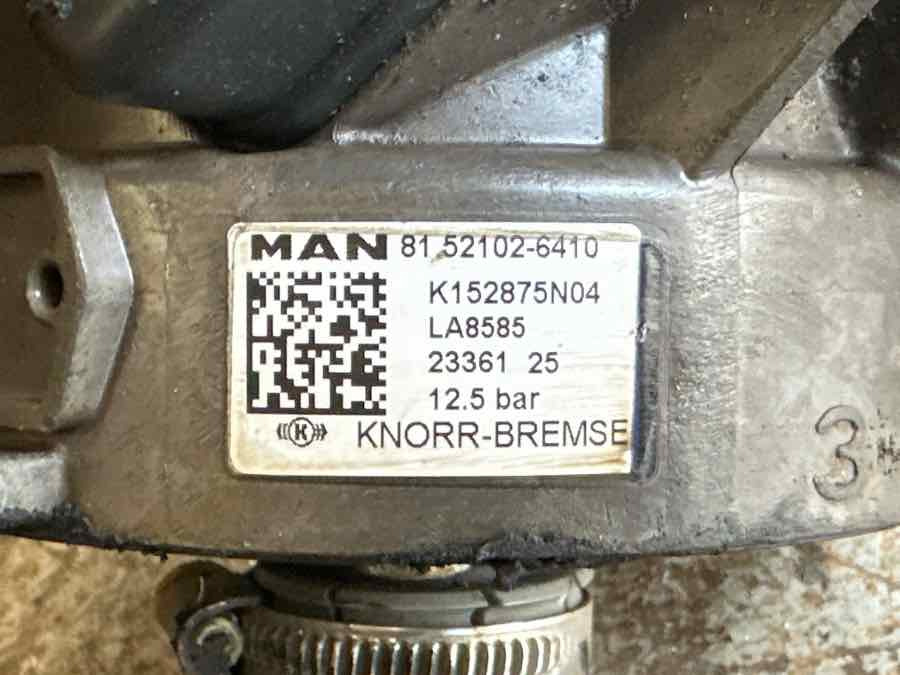 MAN 81 52102-6410
K152875N04
LA8585
23361 25
12.5 bar
K KNORR-BREMSE
3